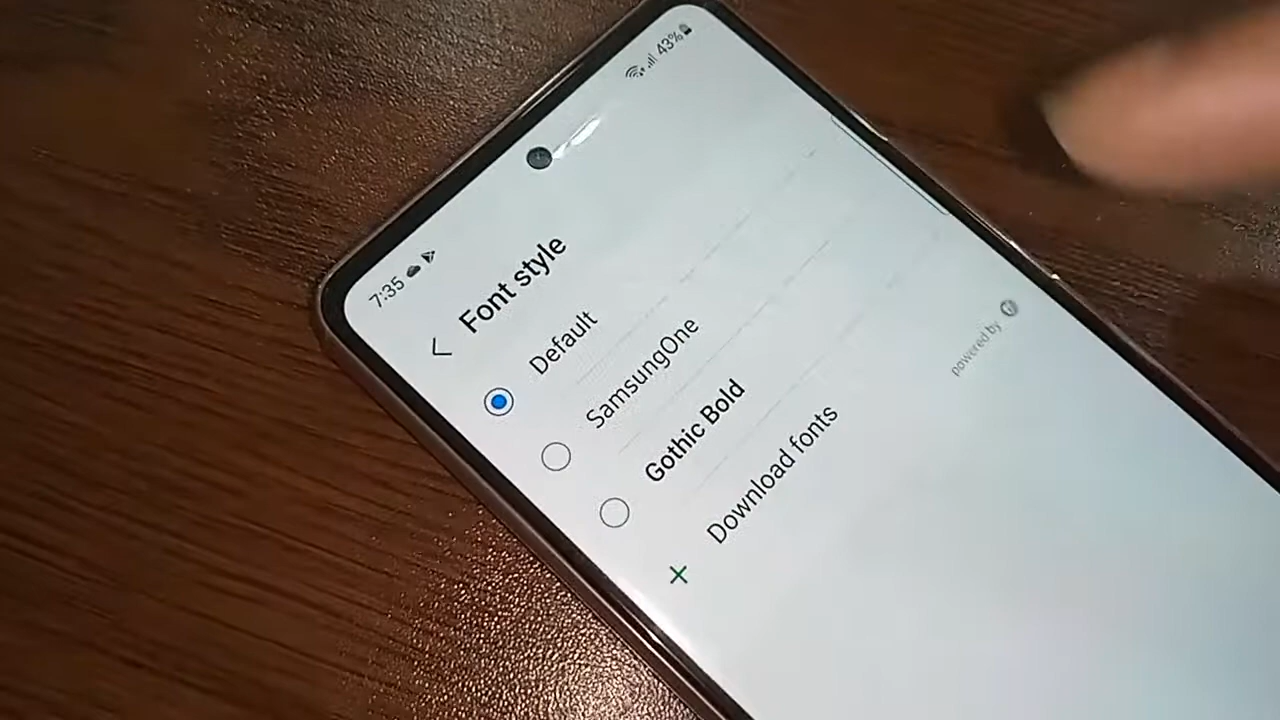 7:35
43%
Font style
Default
SamsungOne
Gothic Bold
Download fonts
powered by